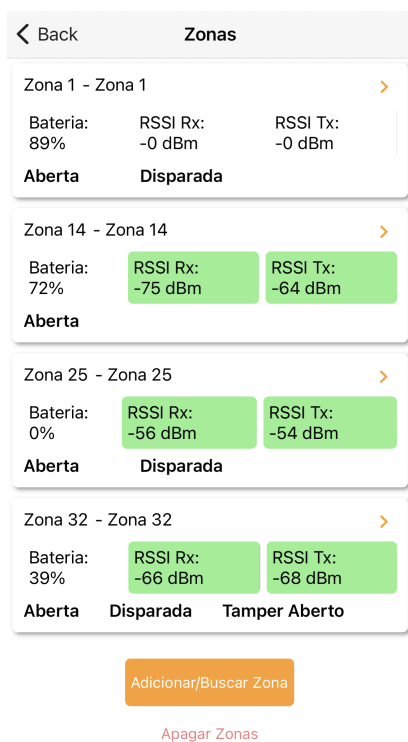 Back Zonas
Zona 1 - Zona 1
Bateria: RSSI Rx: RSSI Tx:
89% -0 dBm -0 dBm
Aberta Disparada
Zona 14 - Zona 14
Bateria: RSSI Rx: RSSI Tx:
72% -75 dBm -64 dBm
Aberta
Zona 25 - Zona 25
Bateria: RSSI Rx: RSSI Tx:
0% -56 dBm -54 dBm
Aberta Disparada
Zona 32 - Zona 32
Bateria: RSSI Rx: RSSI Tx:
39% -66 dBm -68 dBm
Aberta Disparada Tamper Aberto
Adicionar/Buscar Zona
Apagar Zonas